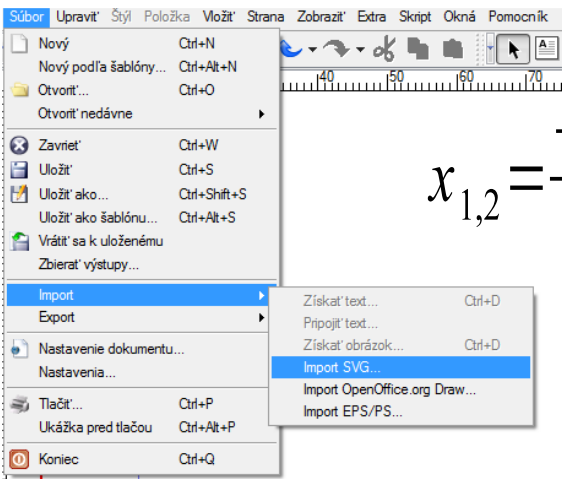 Súbor Upraviť Štýl Položka Vložiť Strana Zobraziť Extra Skript Okná Pomocník
Nový Ctrl+N
Nový podľa šablóny... Ctrl+Alt+N
Otvoriť... Ctrl+O
Otvoriť nedávne
Zavrieť Ctrl+W
Uložiť Ctrl+S
Uložiť ako... Ctrl+Shift+S
Uložiť ako šablónu... Ctrl+Alt+S
Vrátiť sa k uloženému
Zbierať výstupy...
Import
Export
Nastavenie dokumentu...
Nastavenia...
Tlačiť... Ctrl+P
Ukážka pred tlačou Ctrl+Alt+P
Koniec Ctrl+Q
Získať text... Ctrl+D
Pripojiť text...
Získať obrázok... Ctrl+D
Import SVG...
Import OpenOffice.org Draw...
Import EPS/PS...
40 50 60 70
x1,2=